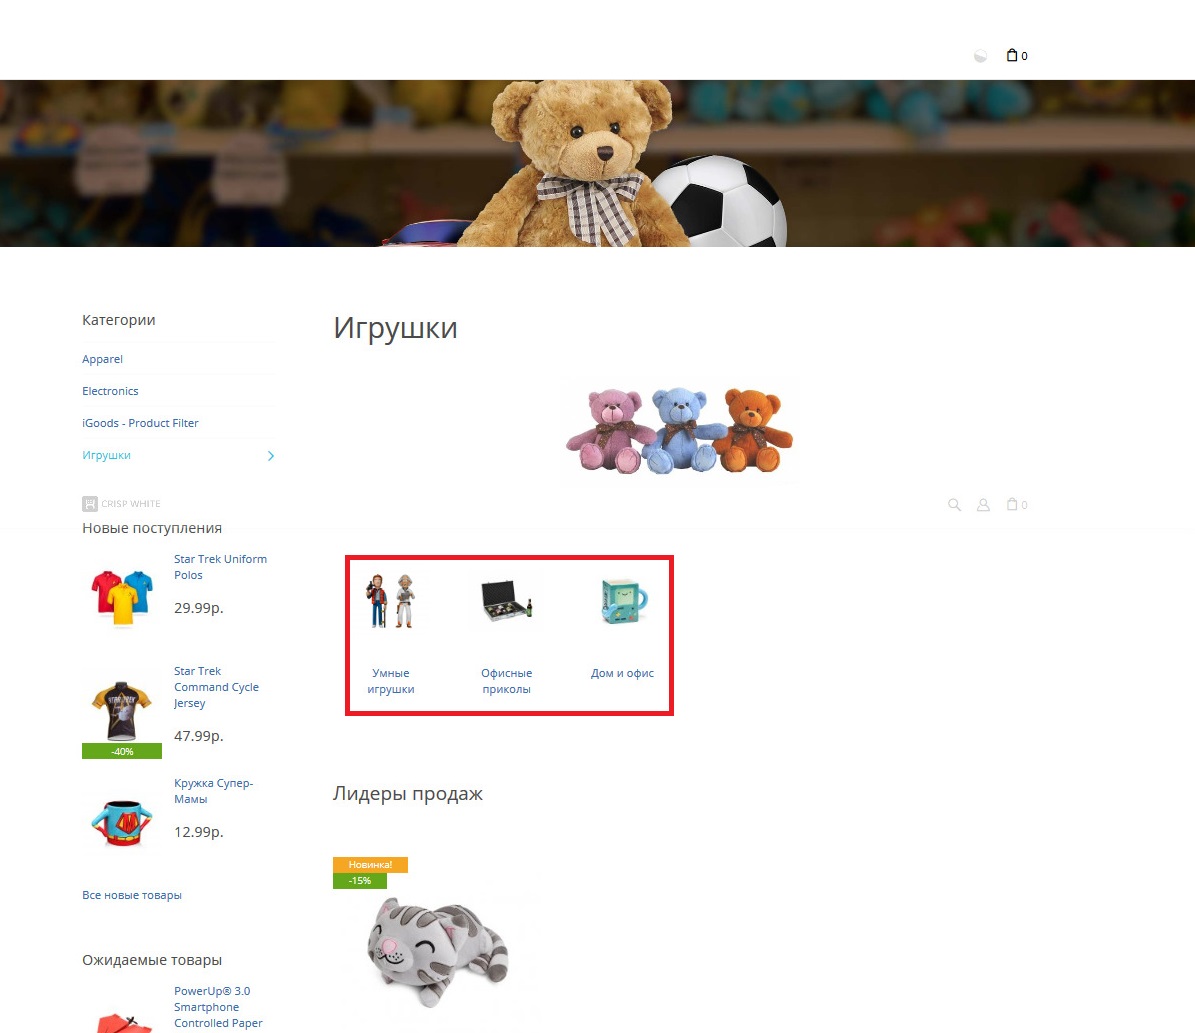 0
Категории
Apparel
Electronics
iGoods - Product Filter
Игрушки
Игрушки
CRISP WHITE
0
Новые поступления
Star Trek Uniform
Polos
29.99р.
Star Trek
Command Cycle
Jersey
47.99р.
-40%
Кружка Супер-
Мамы
12.99р.
Все новые товары
Ожидаемые товары
PowerUp® 3.0
Smartphone
Controlled Paper
Умные
игрушки
Офисные
приколы
Дом и офис
Лидеры продаж
Новинка!
-15%